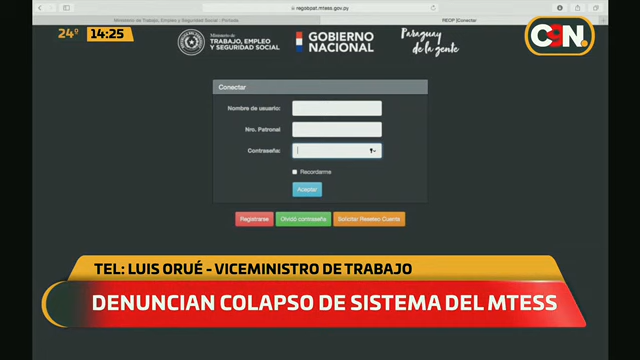 regobpat.mtess.gov.py
Ministerio de Trabajo, Empleo y Seguridad Social - Portada
REOP [Conectar
24º
14:25
C9N.
Ministerio de
TRABAJO, EMPLEO
Y SEGURIDAD SOCIAL
GOBIERNO
NACIONAL
Paraguay
de la gente
Conectar
Nombre de usuario:
Nro. Patronal
Contraseña:
Recordarme
Aceptar
Registrarse
Olvidó contraseña
Solicitar Reseteo Cuenta
TEL: LUIS ORUÉ - VICEMINISTRO DE TRABAJO
DENUNCIAN COLAPSO DE SISTEMA DEL MTESS